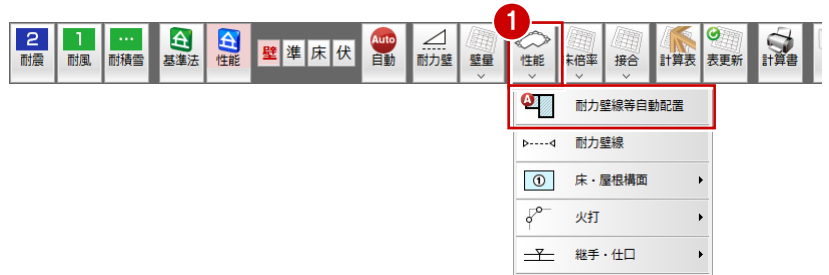 1
2 耐震
1 耐風
… 耐積雪
基準法
性能
壁 準 床 伏
Auto 自動
耐力壁
壁量
性能
床倍率
接合
計算表
表更新
計算書
A 耐力壁線等自動配置
耐力壁線
① 床・屋根構面
火打
継手・仕口